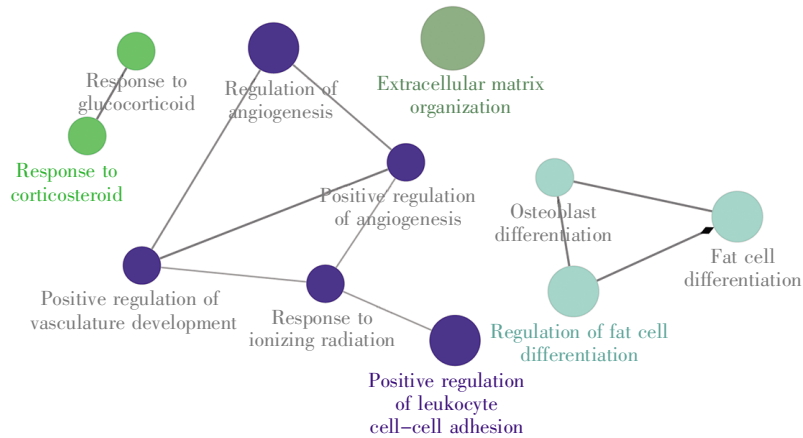 Response to
glucocorticoid
Regulation of
angiogenesis
Extracellular matrix
organization
Response to
corticosteroid
Positive regulation
of angiogenesis
Osteoblast
differentiation
Fat cell
differentiation
Positive regulation of
vasculature development
Response to
ionizing radiation
Regulation of fat cell
differentiation
Positive regulation
of leukocyte
cell−cell adhesion